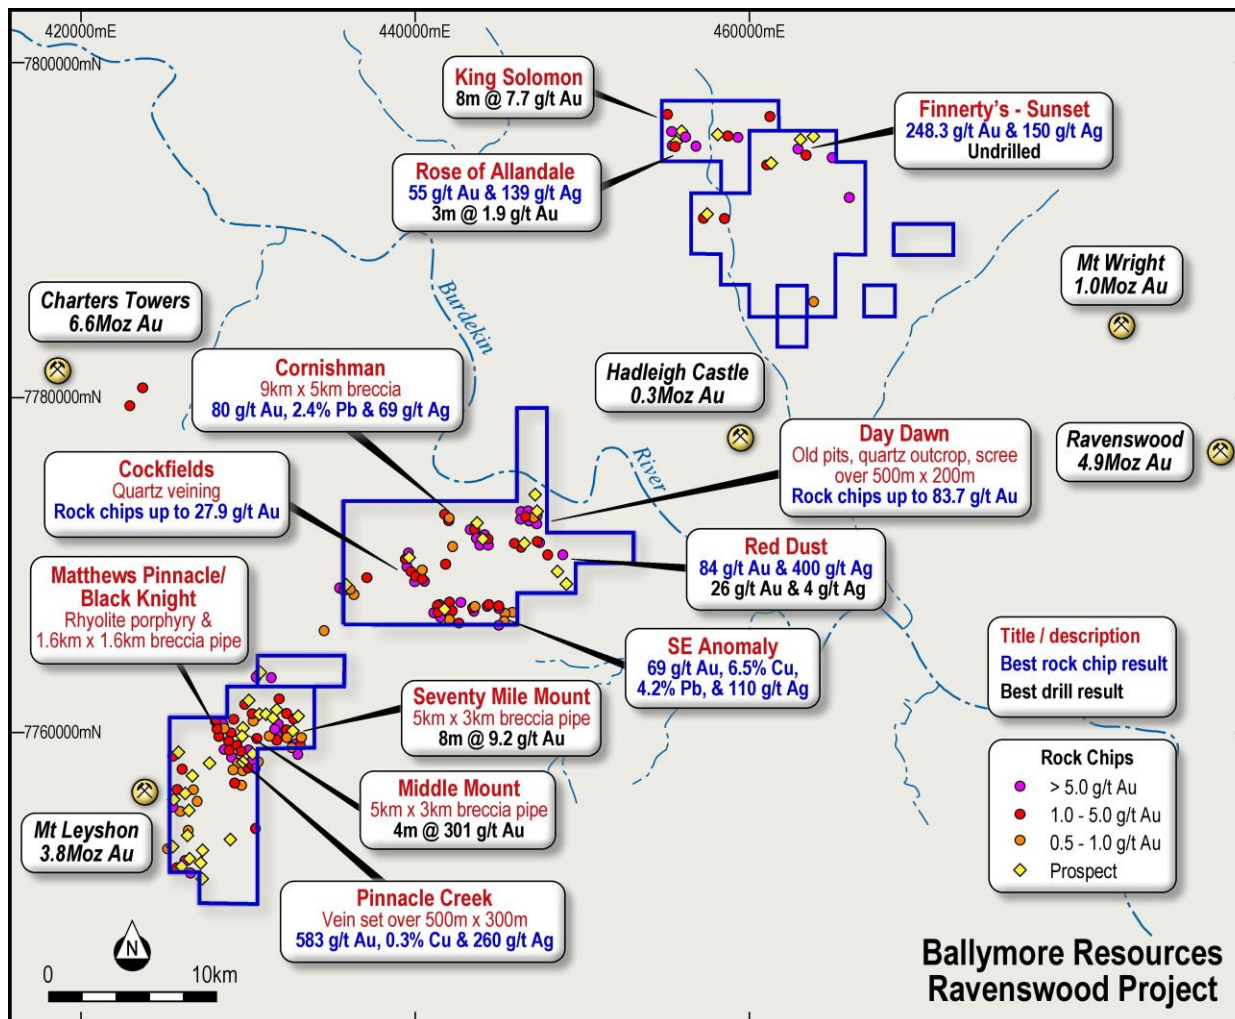 420000mE
440000mE
460000mE
7800000mN
King Solomon
8m @ 7.7 g/t Au
Finnerty's - Sunset
248.3 g/t Au & 150 g/t Ag
Undrilled
Rose of Allandale
55 g/t Au & 139 g/t Ag
3m @ 1.9 g/t Au
Mt Wright
1.0Moz Au
Charters Towers
6.6Moz Au
Burdekin
Cornishman
9km x 5km breccia
80 g/t Au, 2.4% Pb & 69 g/t Ag
Hadleigh Castle
0.3Moz Au
7780000mN
Day Dawn
Old pits, quartz outcrop, scree
over 500m x 200m
Rock chips up to 83.7 g/t Au
Ravenswood
4.9Moz Au
River
Cockfields
Quartz veining
Rock chips up to 27.9 g/t Au
Red Dust
84 g/t Au & 400 g/t Ag
26 g/t Au & 4 g/t Ag
Matthews Pinnacle/
Black Knight
Rhyolite porphyry &
1.6km x 1.6km breccia pipe
SE Anomaly
69 g/t Au, 6.5% Cu,
4.2% Pb, & 110 g/t Ag
Title / description
Best rock chip result
Best drill result
Seventy Mile Mount
5km x 3km breccia pipe
8m @ 9.2 g/t Au
7760000mN
Middle Mount
5km x 3km breccia pipe
4m @ 301 g/t Au
Rock Chips
> 5.0 g/t Au
1.0 - 5.0 g/t Au
0.5 - 1.0 g/t Au
Prospect
Mt Leyshon
3.8Moz Au
Pinnacle Creek
Vein set over 500m x 300m
583 g/t Au, 0.3% Cu & 260 g/t Ag
N
0 10km
Ballymore Resources
Ravenswood Project